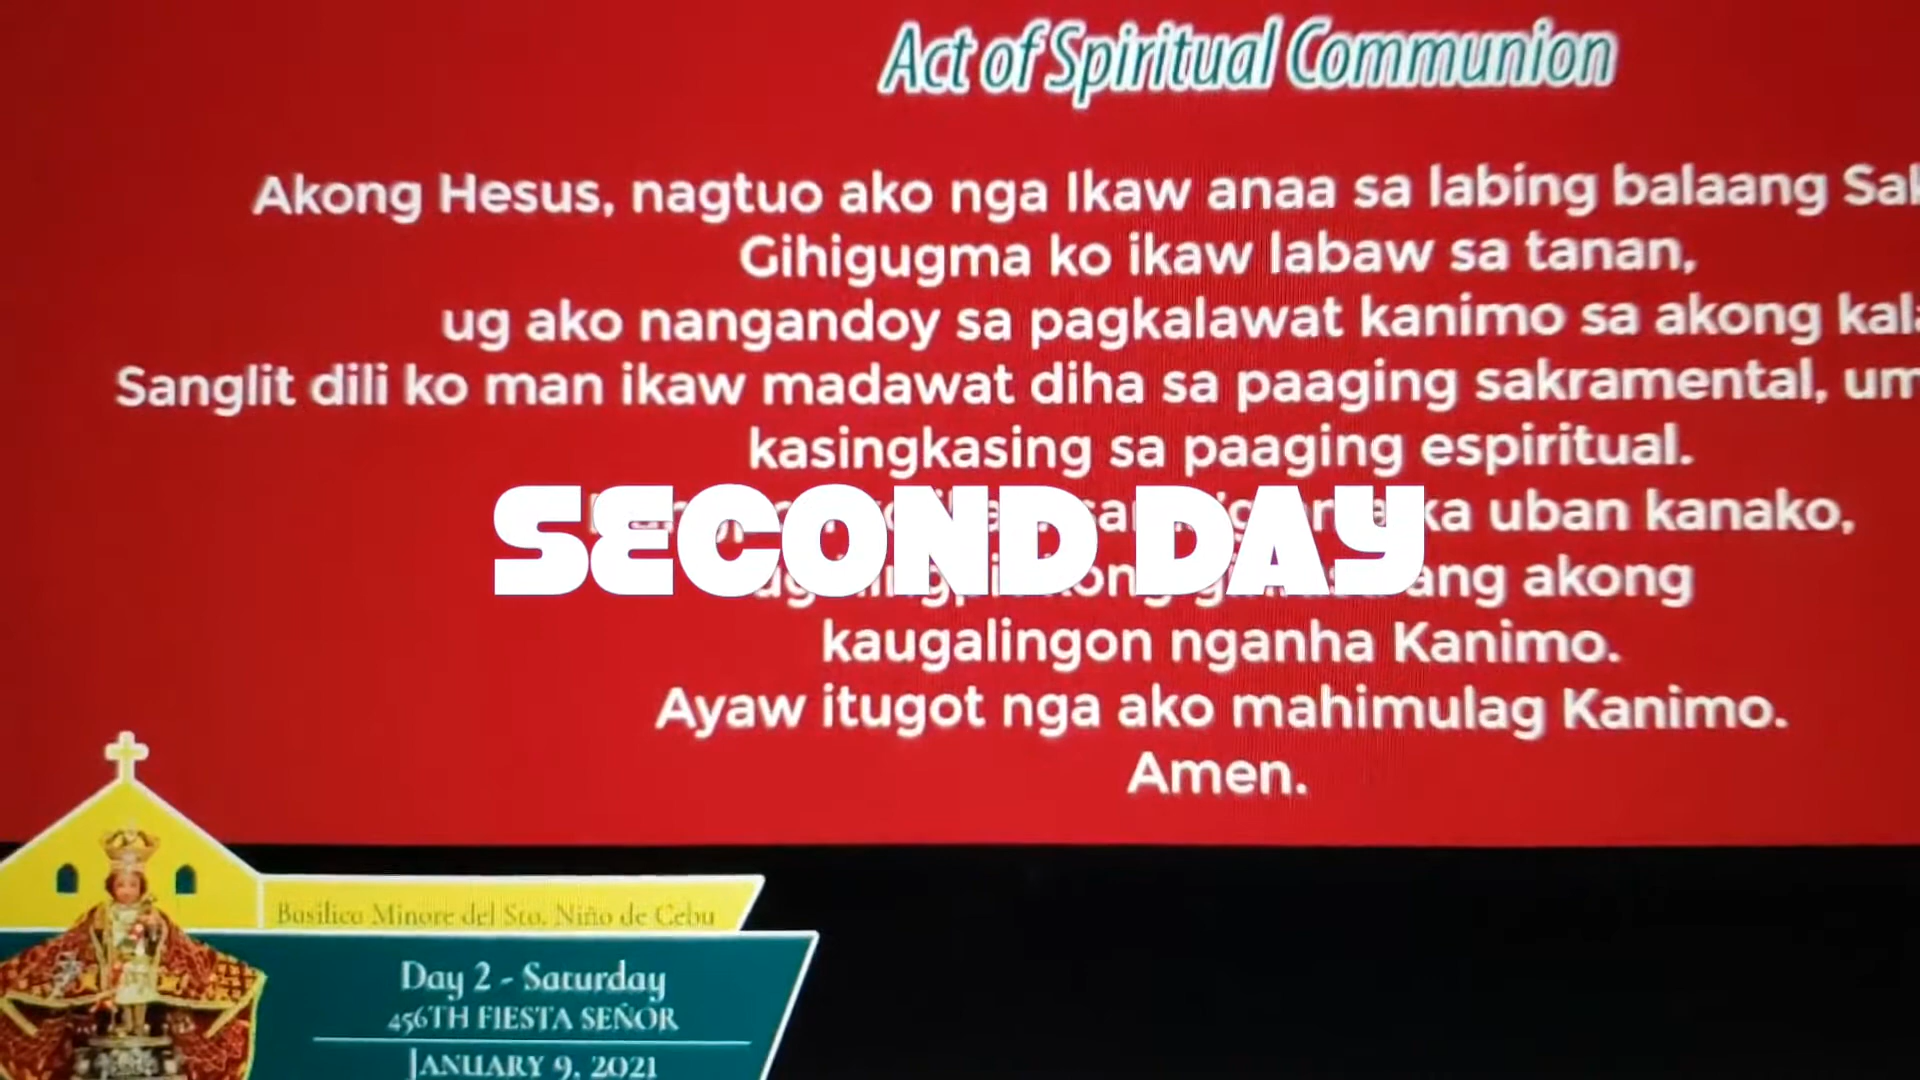 Act of Spiritual Communion
Akong Hesus, nagtuo ako nga Ikaw anaa sa labing balaang
Gihigugma ko ikaw labaw sa tanan,
ug ako nangandoy sa pagkalawat kanimo sa akong
Sanglit dili ko man ikaw madawat diha sa paaging sakramental,
kasingkasing sa paaging espiritual.
ka uban kanako,
SECOND DAY
ang akong
kaugalingon nganha Kanimo.
Ayaw itugot nga ako mahimulag Kanimo.
Amen.
Basilica Minore del Sto. Niño de Cebu
Day 2 - Saturday
456TH FIESTA SEÑOR
JANUARY 9, 2021